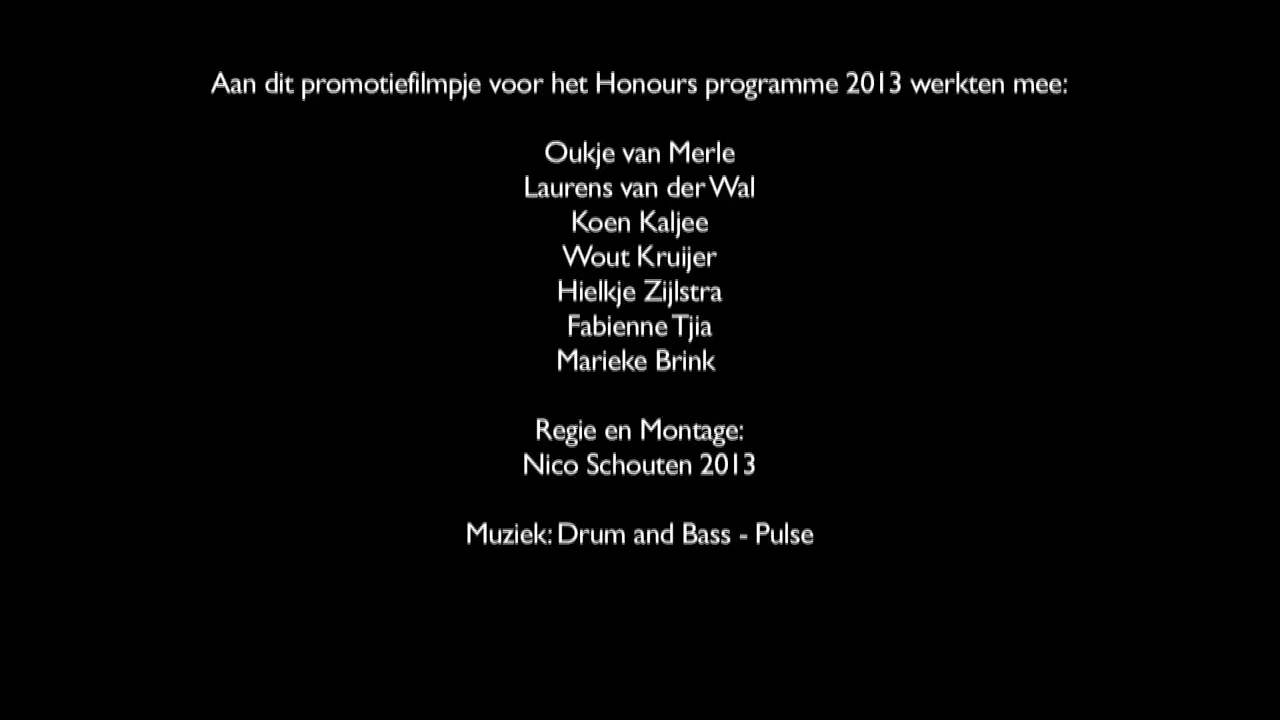 Aan dit promotiefilmpje voor het Honours programme 2013 werkten mee:
Oukje van Merle
Laurens van der Wal
Koen Kaljee
Wout Kruijer
Hielkje Zijlstra
Fabienne Tjia
Marieke Brink
Regie en Montage:
Nico Schouten 2013
Muziek: Drum and Bass - Pulse